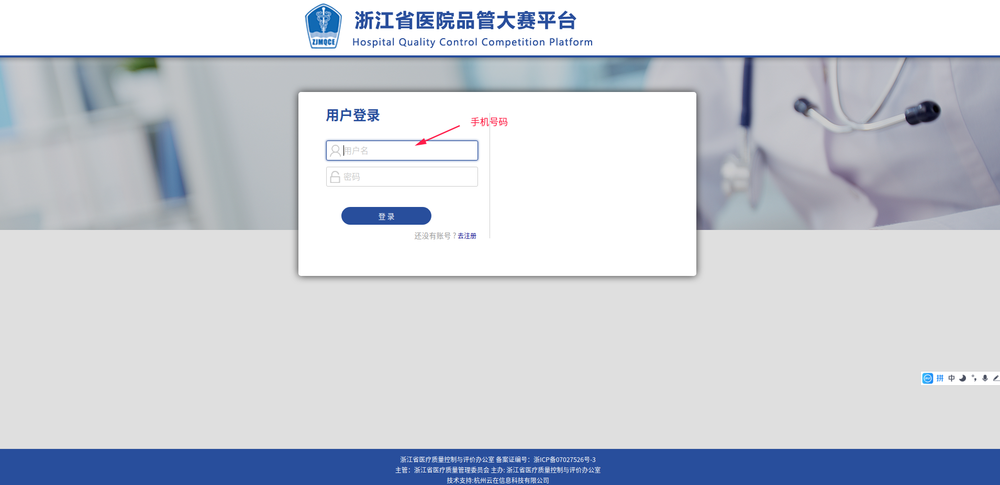 ZJMQCE
浙江省医院品管大赛平台
Hospital Quality Control Competition Platform
用户登录
手机号码
用户名
密码
登 录
还没有账号？去注册
iFLY 拼 中
浙江省医疗质量控制与评价办公室 备案证编号：浙ICP备07027526号-3
主管：浙江省医疗质量管理委员会 主办: 浙江省医疗质量控制与评价办公室
技术支持:杭州云在信息科技有限公司